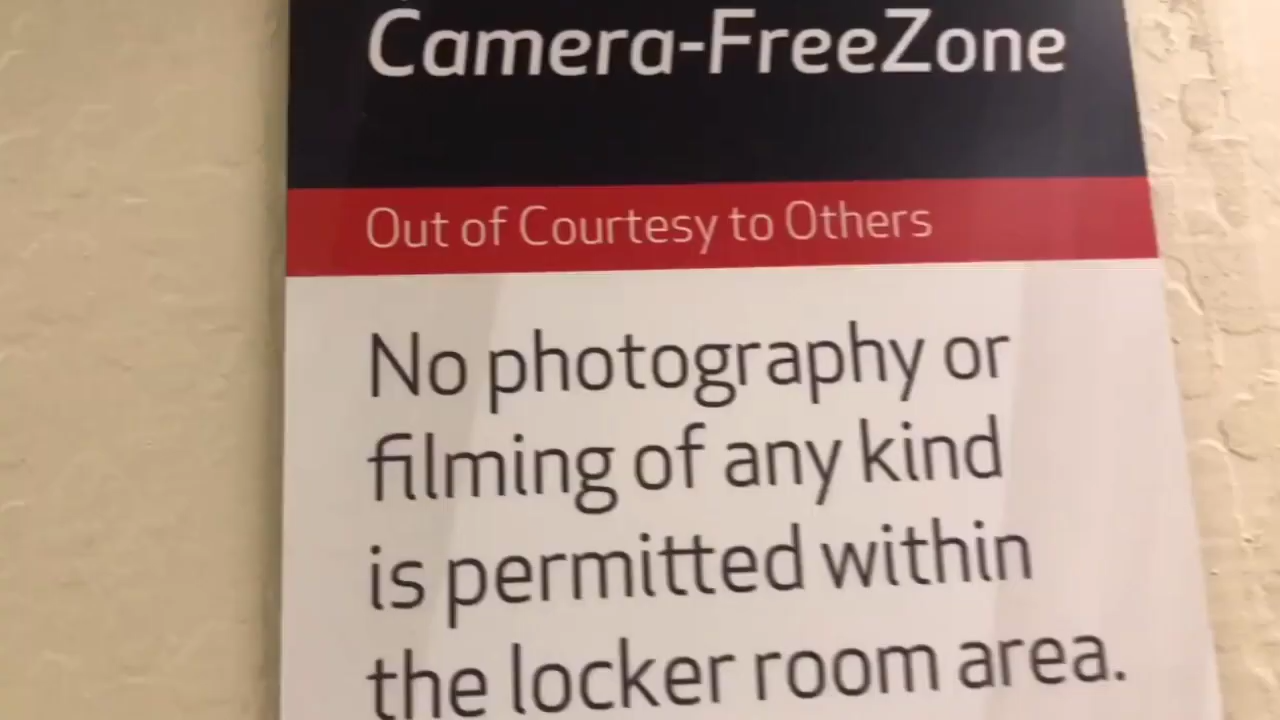 Camera-FreeZone
Out of Courtesy to Others
No photography or
filming of any kind
is permitted within
the locker room area.